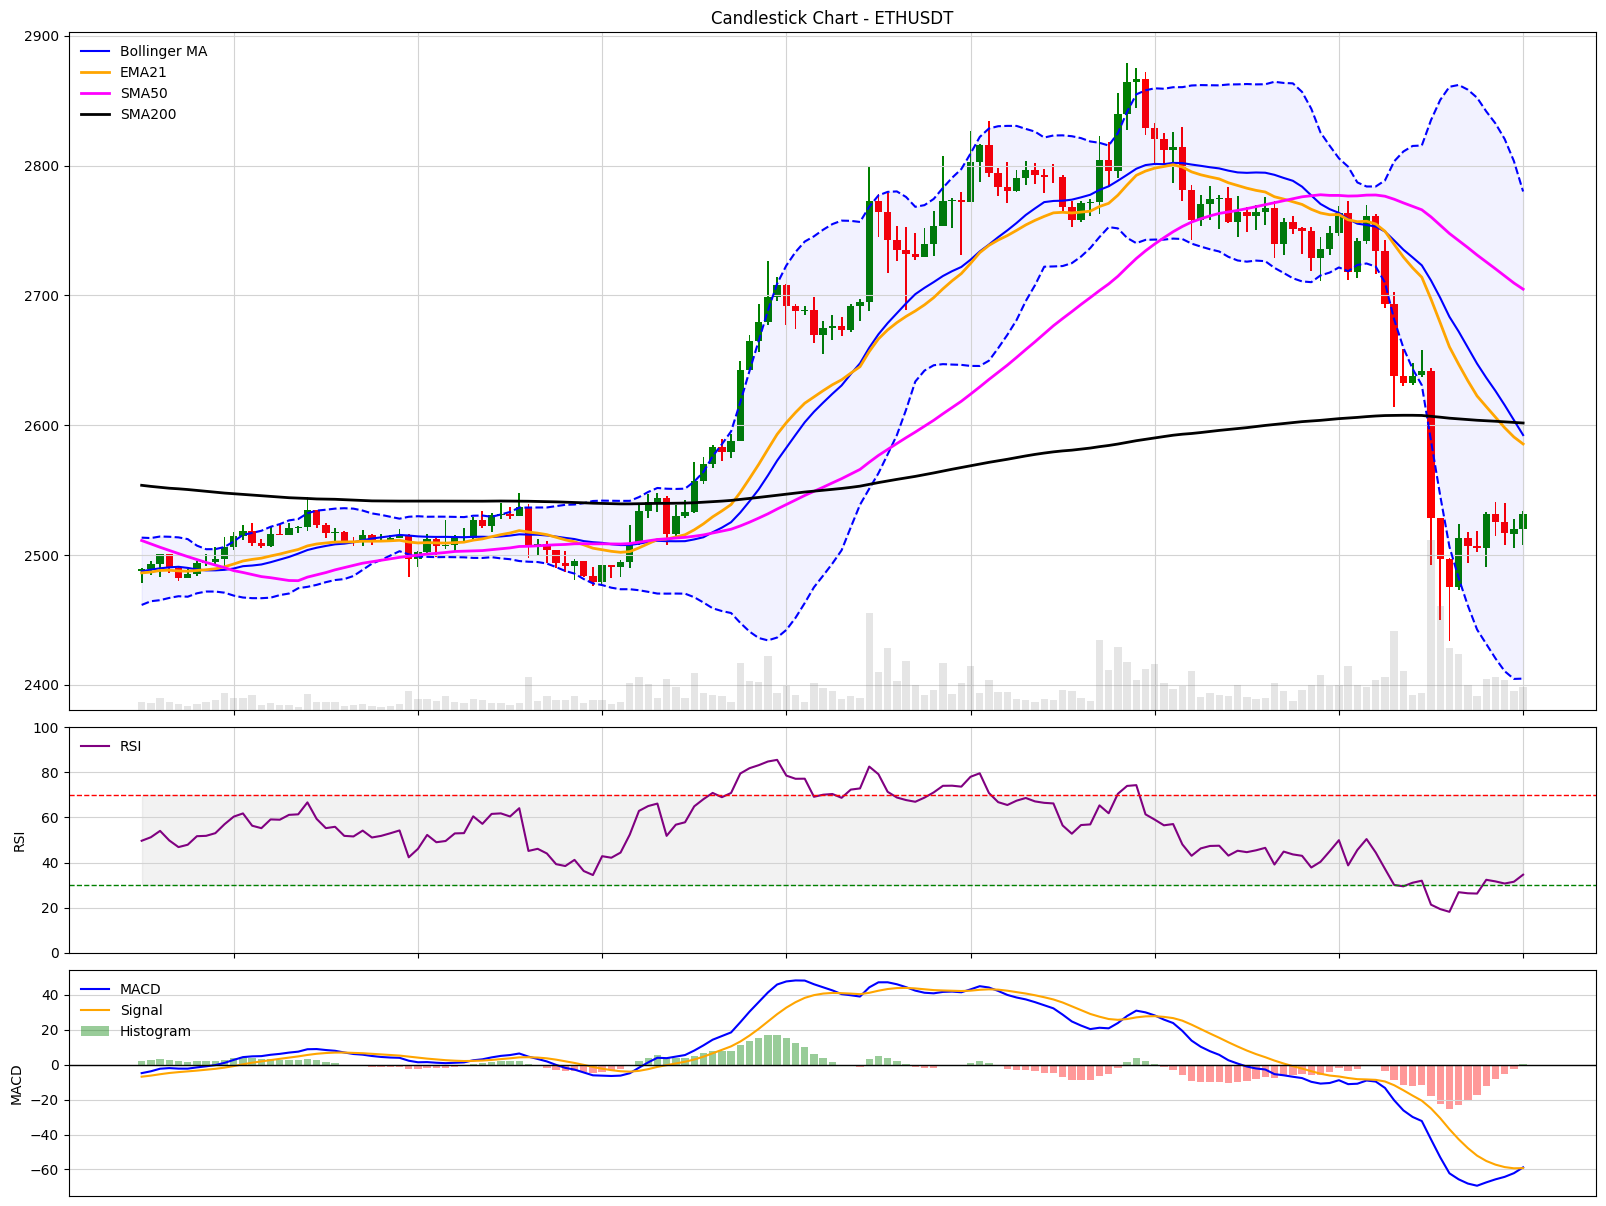 Candlestick Chart - ETHUSDT
2900
2800
2700
2600
2500
2400
Bollinger MA
EMA21
SMA50
SMA200
100
80
60
40
20
0
RSI
RSI
40
20
0
−20
−40
−60
MACD
MACD
Signal
Histogram